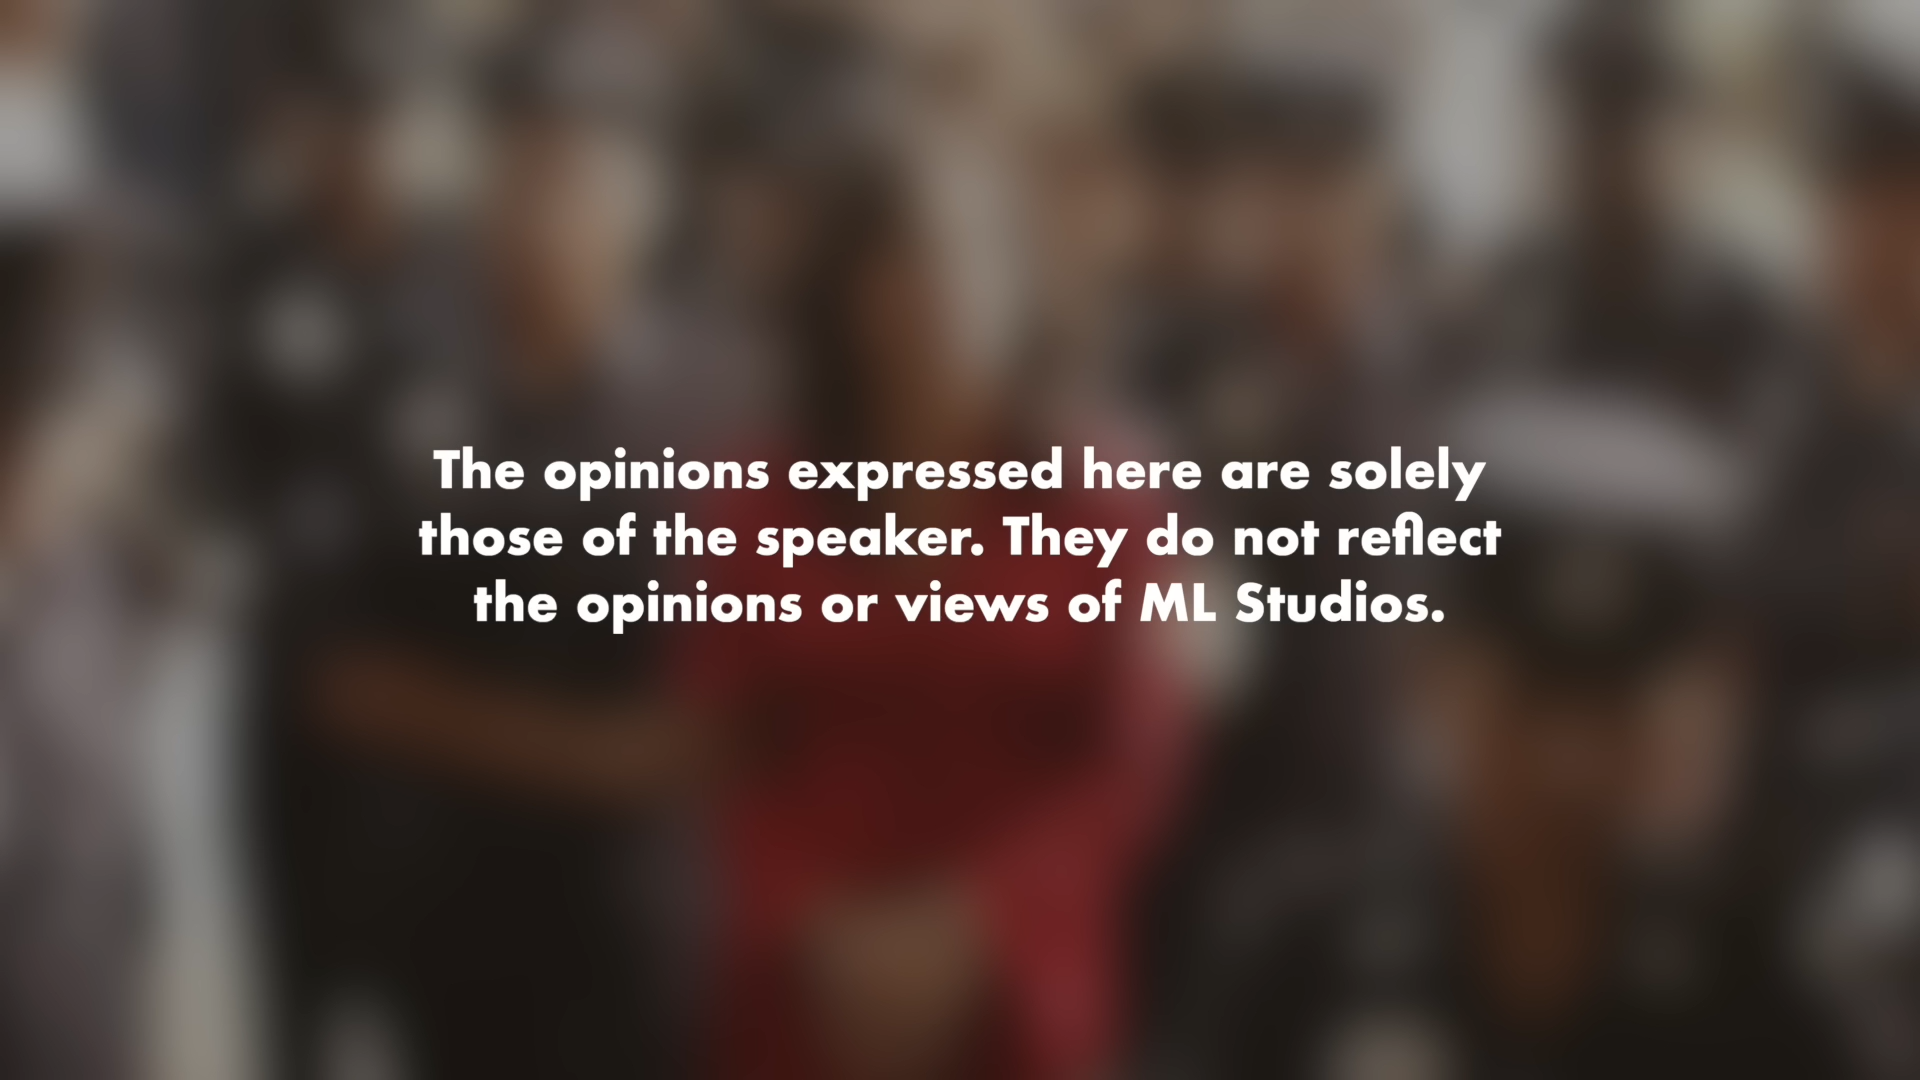 The opinions expressed here are solely
those of the speaker. They do not reflect
the opinions or views of ML Studios.